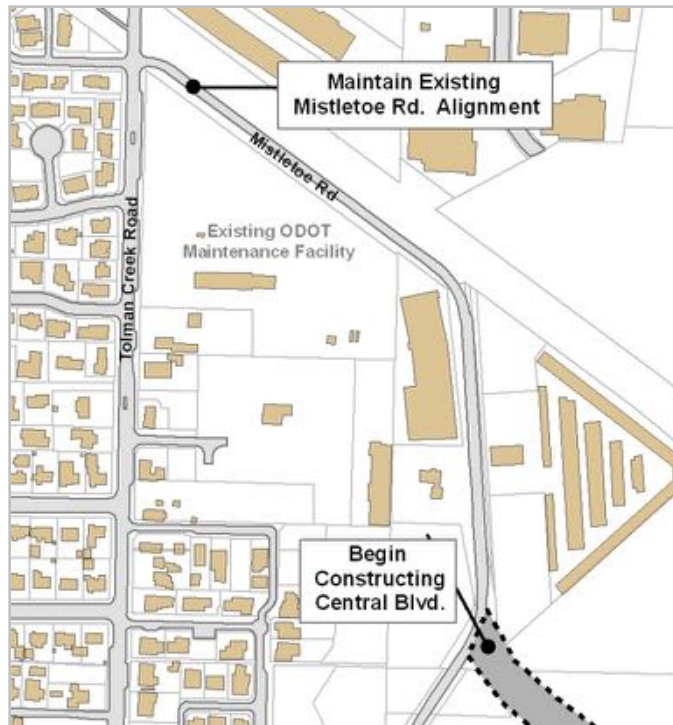 Maintain Existing
Mistletoe Rd. Alignment
Mistletoe Rd
Existing ODOT
Maintenance Facility
Tolman Creek Road
Begin
Constructing
Central Blvd.